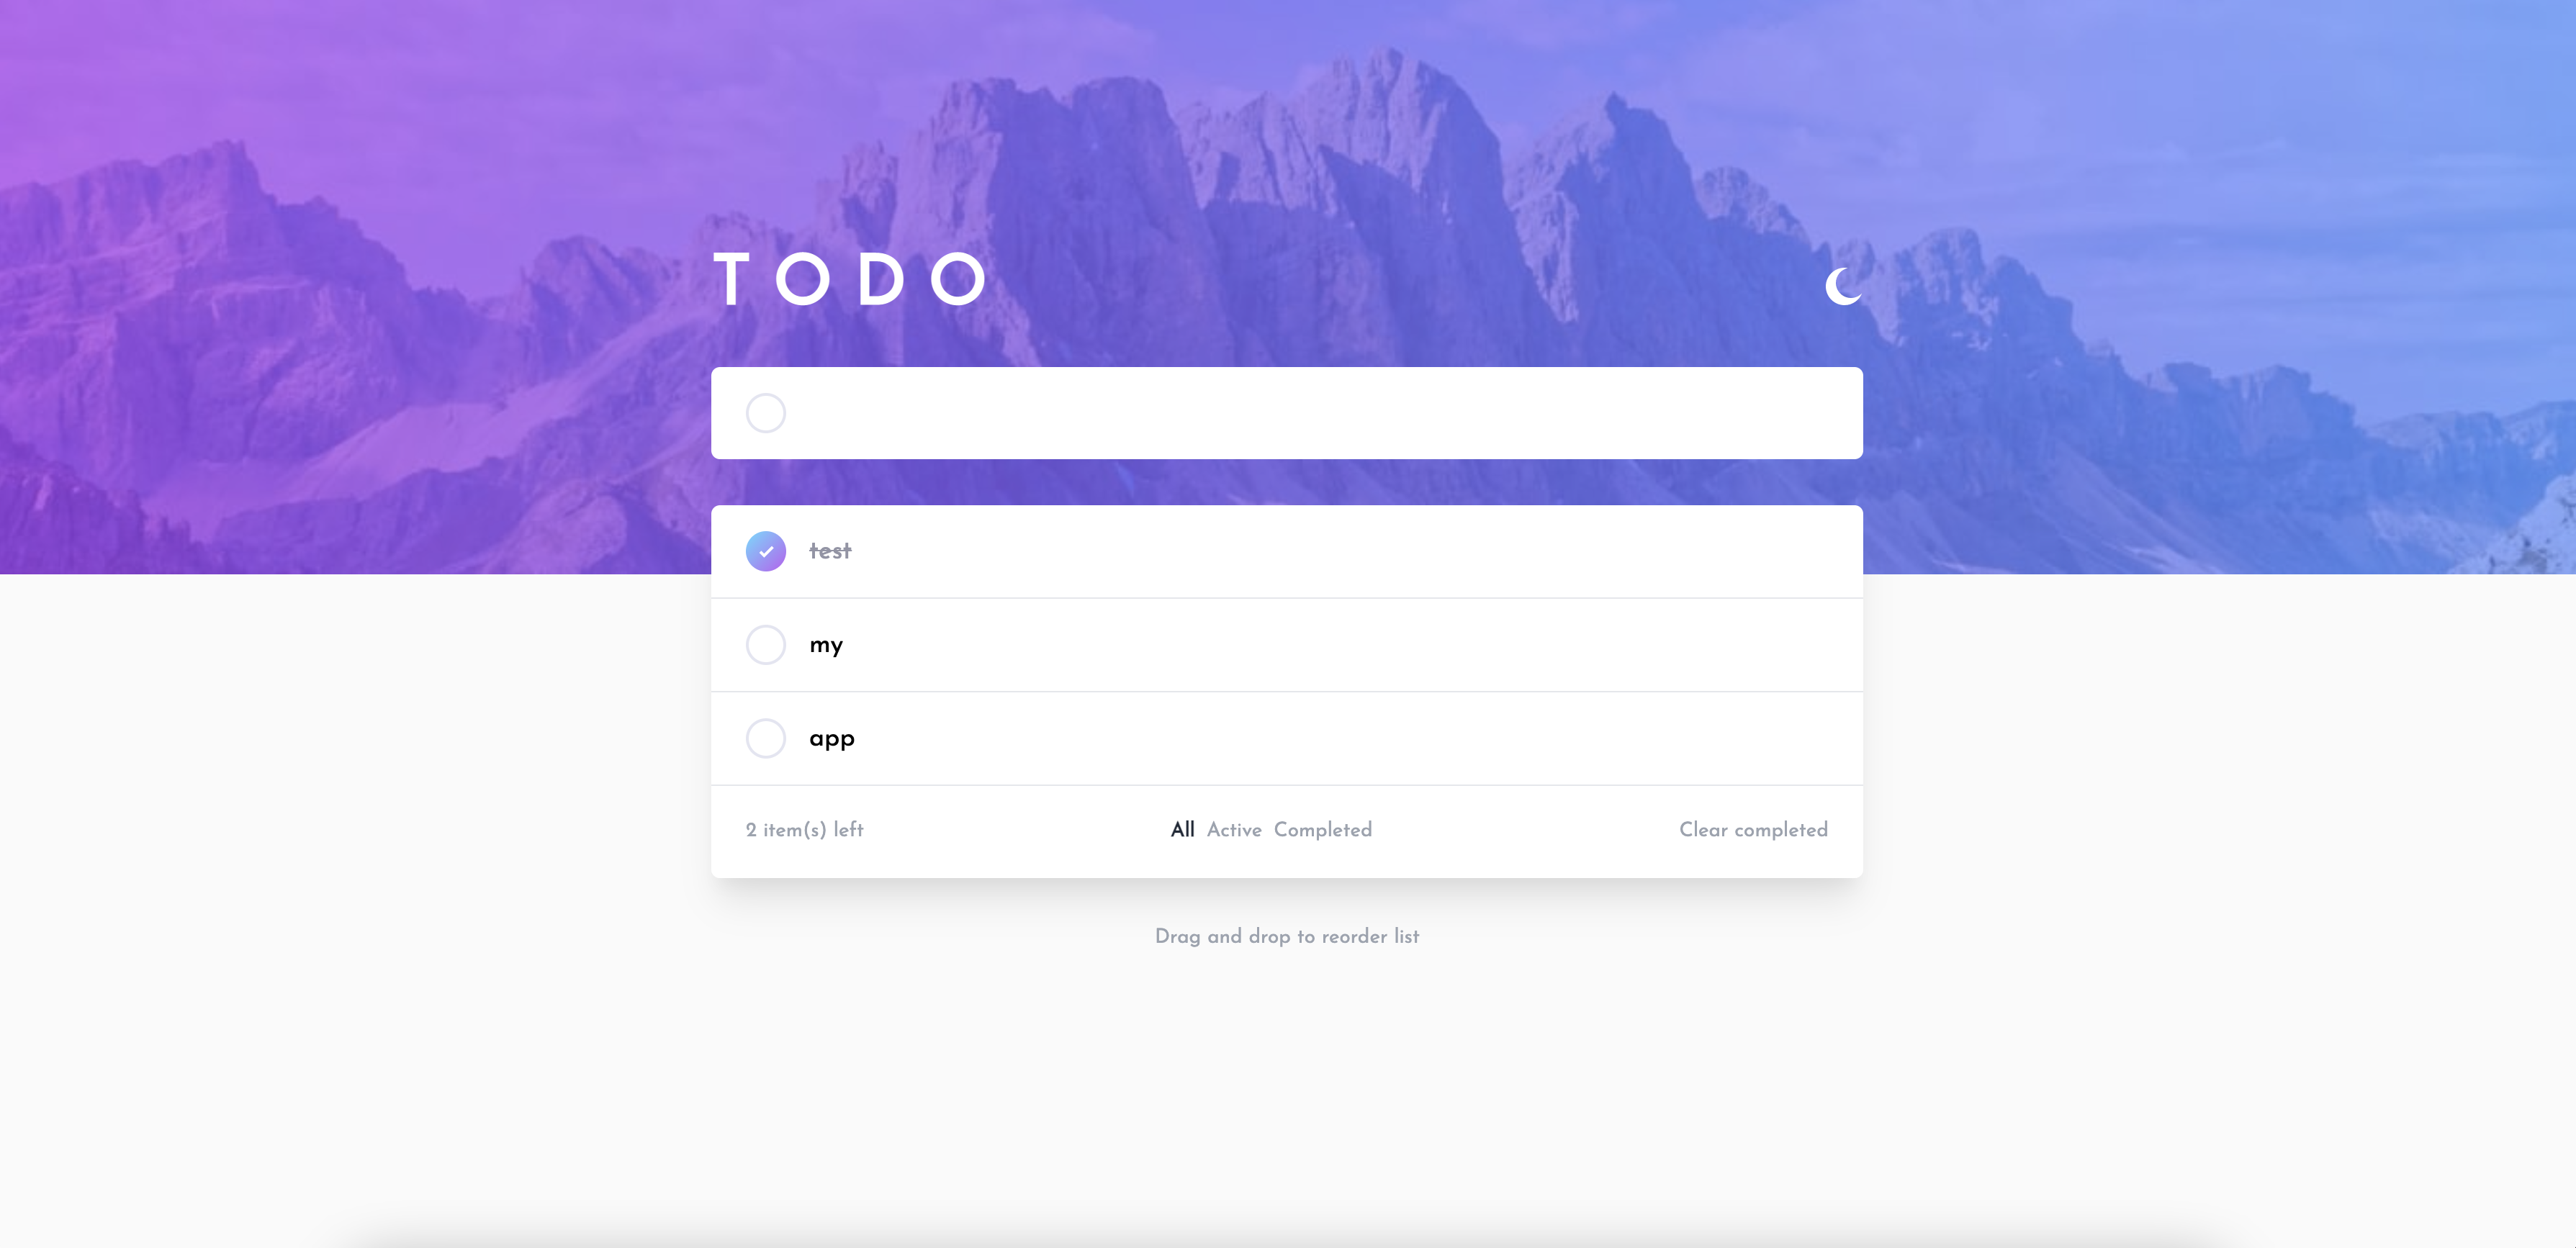 TODO
test
my
app
2 item(s) left
All Active Completed
Clear completed
Drag and drop to reorder list